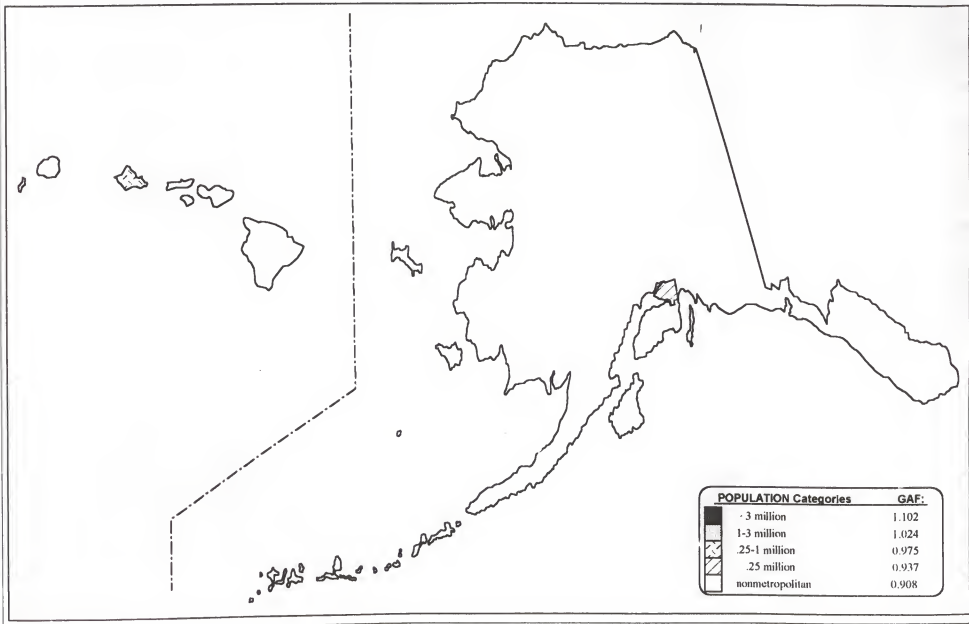 POPULATION Categories GAF:
- 3 million 1.102
1-3 million 1.024
.25-1 million 0.975
.25 million 0.937
nonmetropolitan 0.908